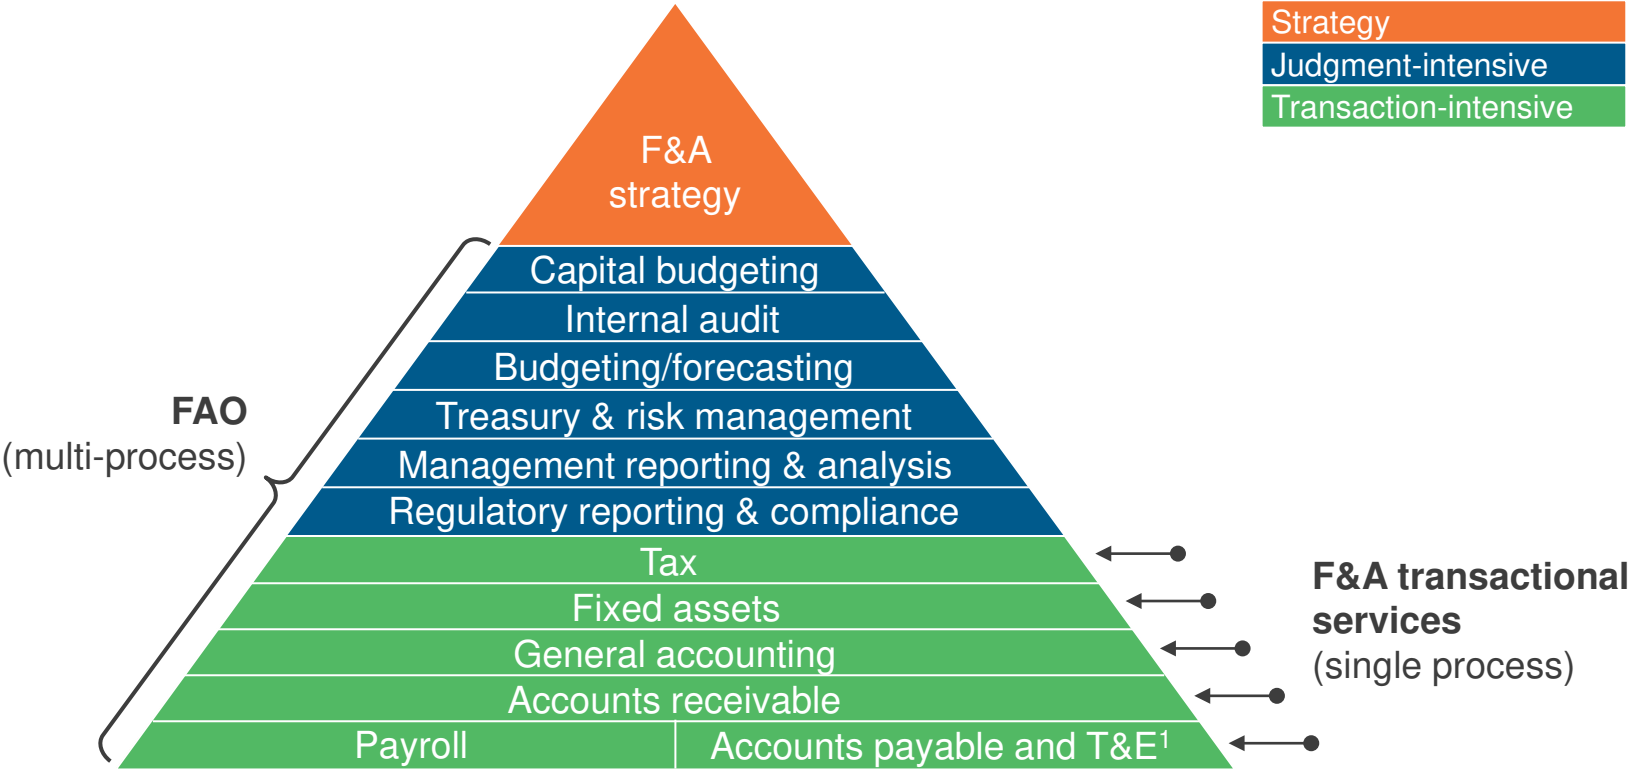 Strategy
Judgment-intensive
Transaction-intensive
F&A
strategy
Capital budgeting
Internal audit
Budgeting/forecasting
Treasury & risk management
Management reporting & analysis
Regulatory reporting & compliance
Tax
Fixed assets
General accounting
Accounts receivable
Payroll
Accounts payable and T&E¹
FAO
(multi-process)
F&A transactional
services
(single process)